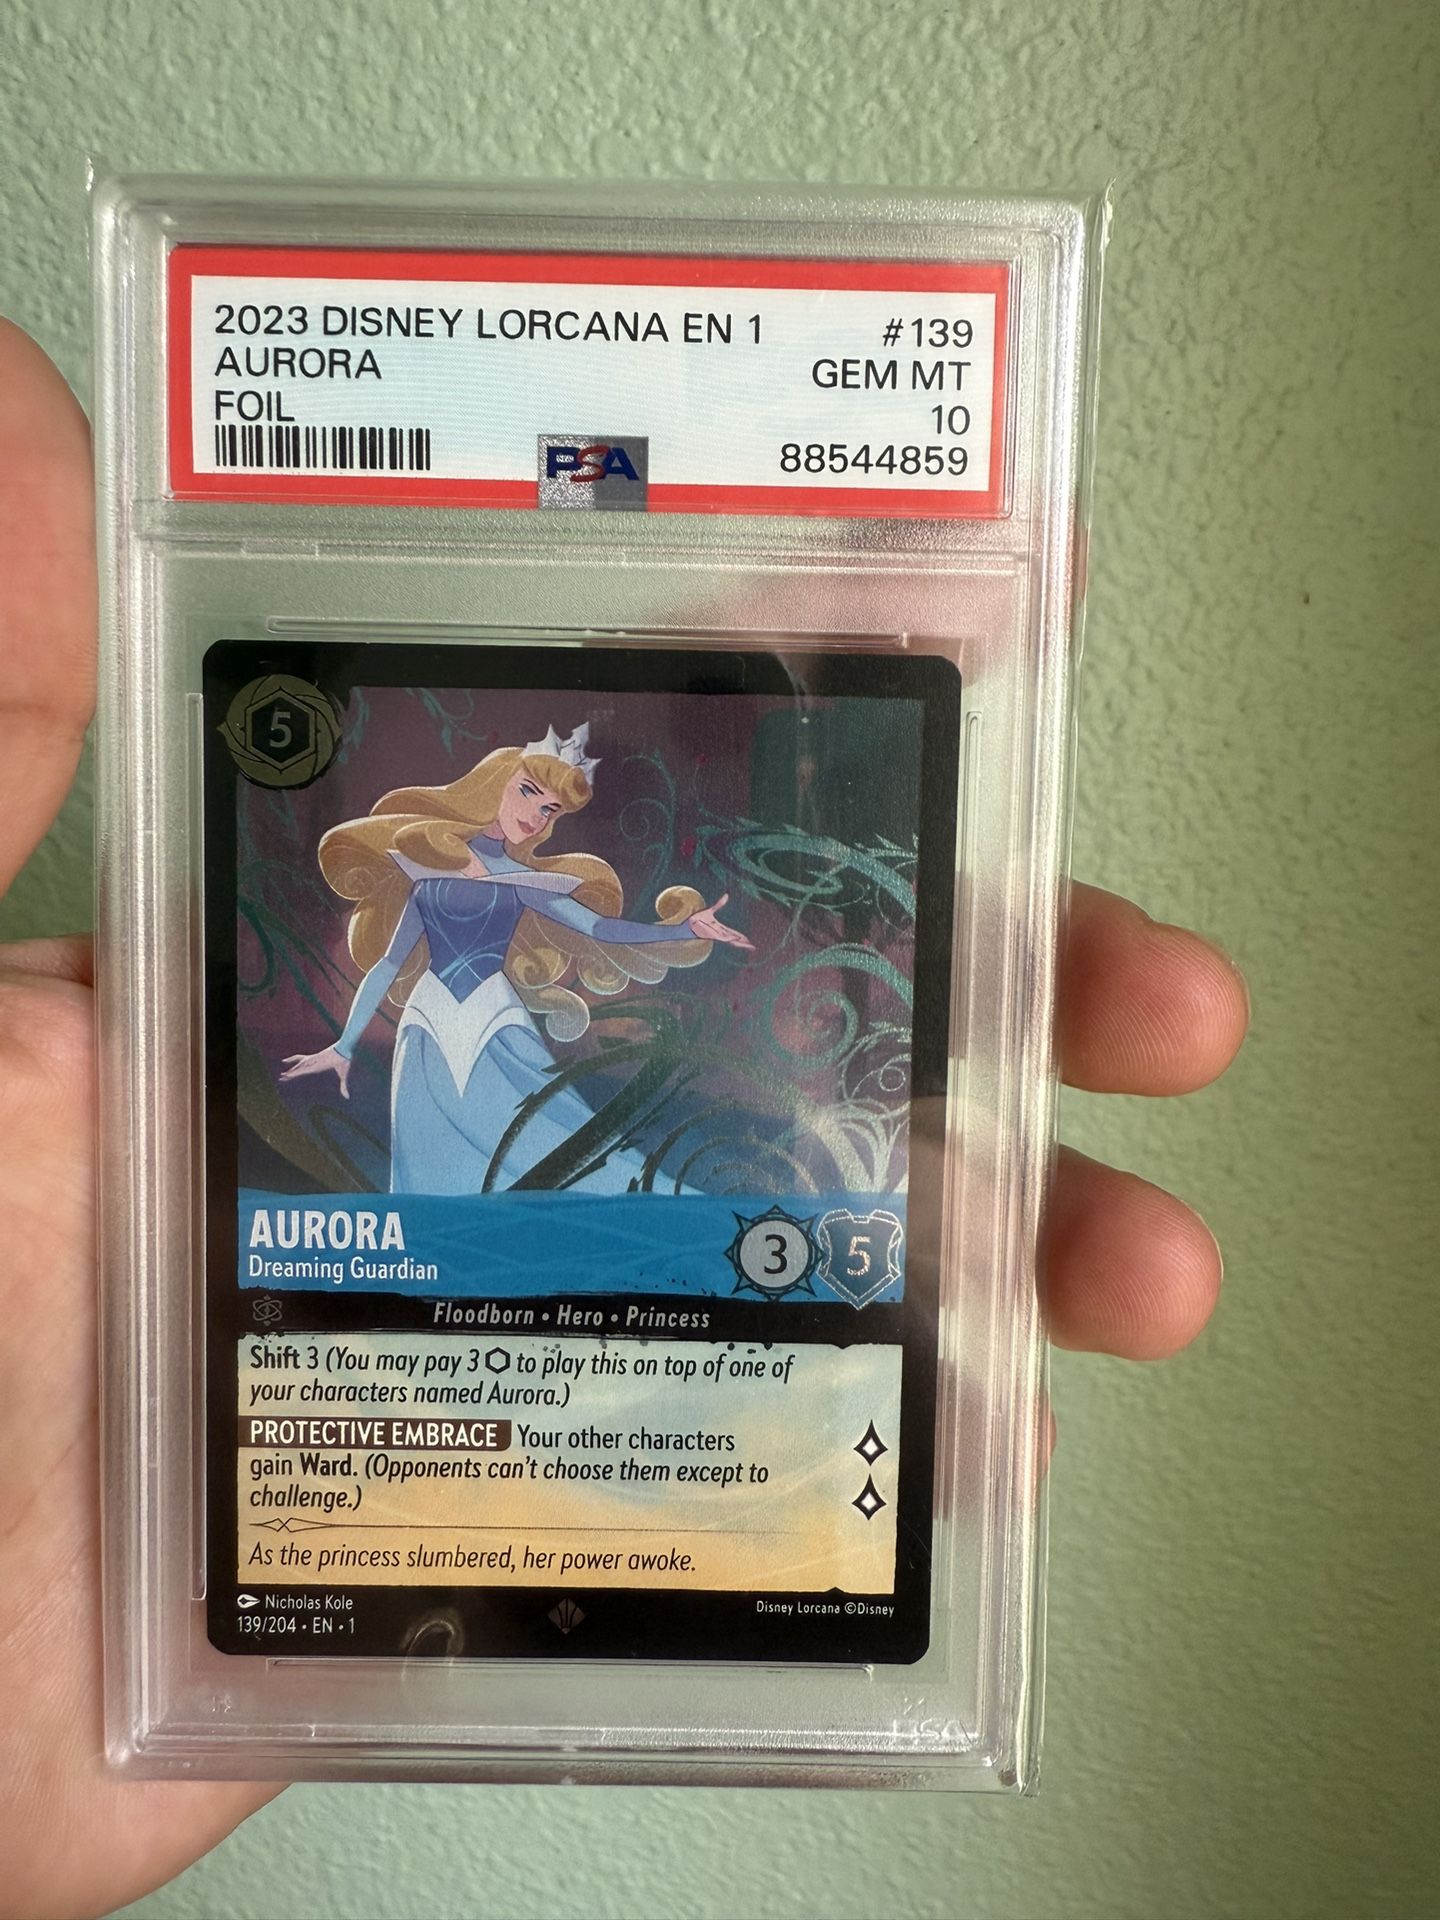 2023 DISNEY LORCANA EN 1 #139
AURORA GEM MT
FOIL 10
88544859
PSA
5
AURORA
Dreaming Guardian
3 5
Floodborn • Hero • Princess
Shift 3 (You may pay 3 ⬡ to play this on top of one of
your characters named Aurora.)
PROTECTIVE EMBRACE Your other characters
gain Ward. (Opponents can't choose them except to
challenge.)
As the princess slumbered, her power awoke.
Nicholas Kole
139/204 • EN • 1
Disney Lorcana ©Disney
PSA